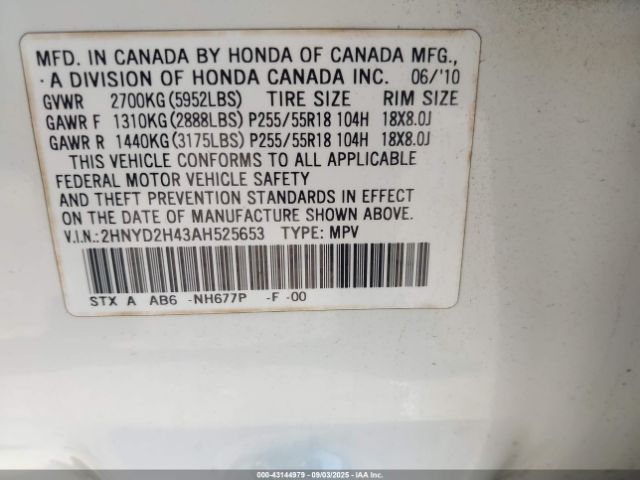 MFD. IN CANADA BY HONDA OF CANADA MFG.,
A DIVISION OF HONDA CANADA INC. 06/'10
GVWR 2700KG(5952LBS) TIRE SIZE RIM SIZE
GAWR F 1310KG(2888LBS) P255/55R18 104H 18X8.0J
GAWR R 1440KG(3175LBS) P255/55R18 104H 18X8.0J
THIS VEHICLE CONFORMS TO ALL APPLICABLE
FEDERAL MOTOR VEHICLE SAFETY
AND THEFT PREVENTION STANDARDS IN EFFECT
ON THE DATE OF MANUFACTURE SHOWN ABOVE.
V.I.N.:2HNYD2H43AH525653 TYPE: MPV
STX A AB6 -NH677P -F -00
000-43144979 - 09/03/2025 - IAA Inc.